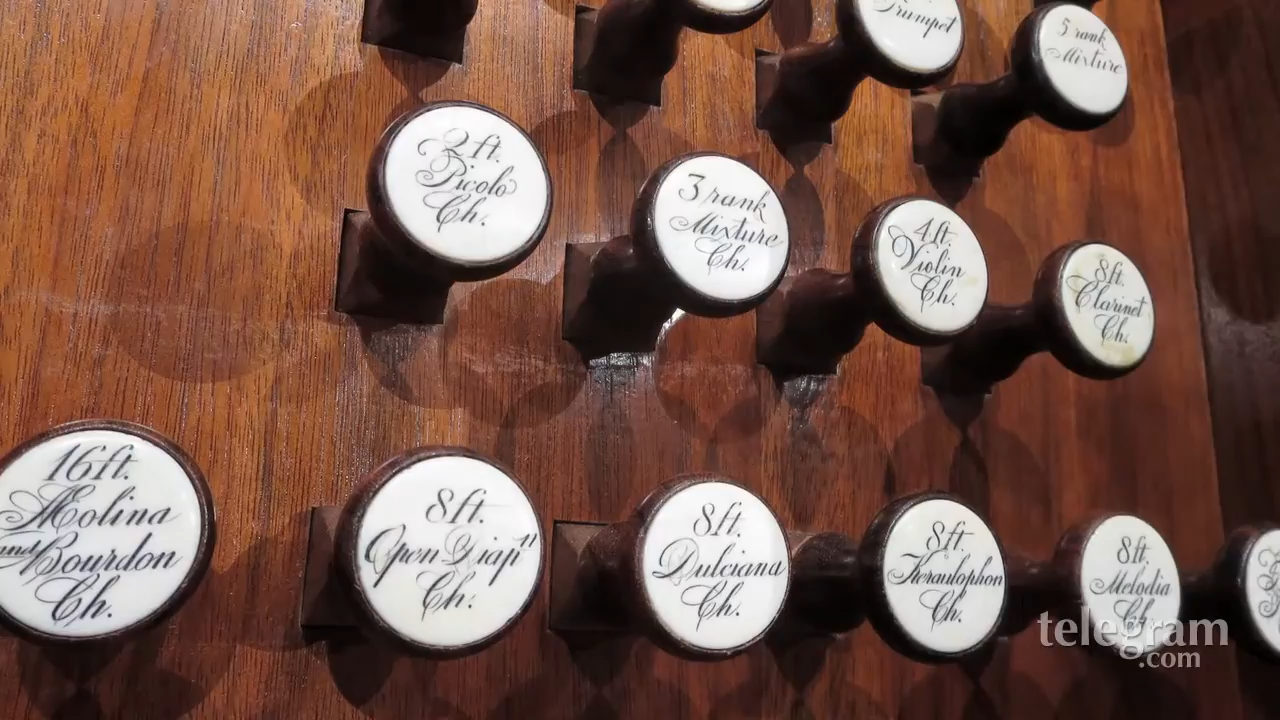 Trumpet
5 rank
Mixture
2 ft.
Picolo
Ch.
3 rank
Mixture
Ch.
4 ft.
Violin
Ch.
8 ft.
Clarinet
Ch.
16 ft.
Æolina
and Bourdon
Ch.
8 ft.
Open Diapⁿ
Ch.
8 ft.
Dulciana
Ch.
8 ft.
Keraulophon
Ch.
8 ft.
Melodia
Ch.
telegram
.com